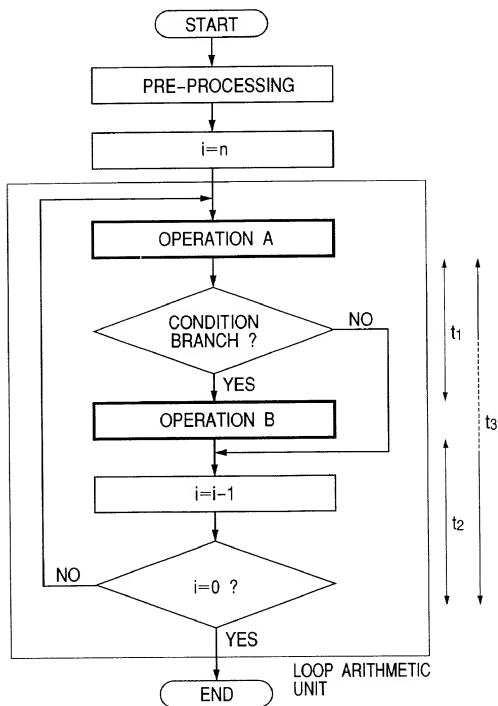 START
PRE-PROCESSING
i=n
OPERATION A
CONDITION
BRANCH ?
NO
YES
t1
OPERATION B
t3
i=i-1
t2
NO
i=0 ?
YES
LOOP ARITHMETIC
UNIT
END